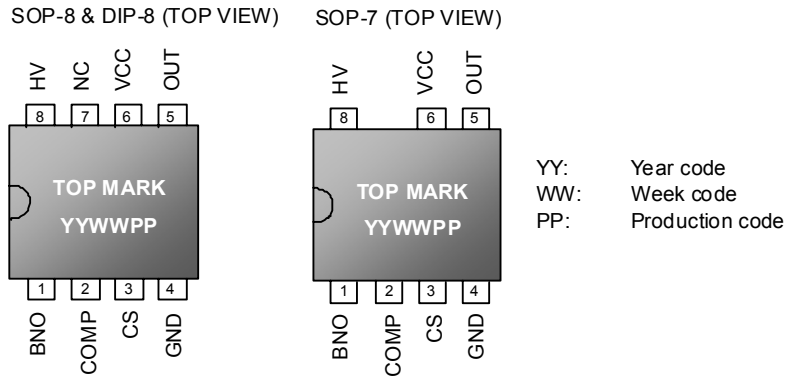 SOP-8 & DIP-8 (TOP VIEW)
HV NC VCC OUT
8 7 6 5
TOP MARK
YYWWPP
1 2 3 4
BNO COMP CS GND
SOP-7 (TOP VIEW)
HV VCC OUT
8 6 5
TOP MARK
YYWWPP
1 2 3 4
BNO COMP CS GND
YY: Year code
WW: Week code
PP: Production code